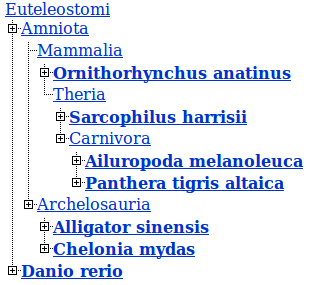 Euteleostomi
Amniota
Mammalia
Ornithorhynchus anatinus
Theria
Sarcophilus harrisii
Carnivora
Ailuropoda melanoleuca
Panthera tigris altaica
Archelosauria
Alligator sinensis
Chelonia mydas
Danio rerio